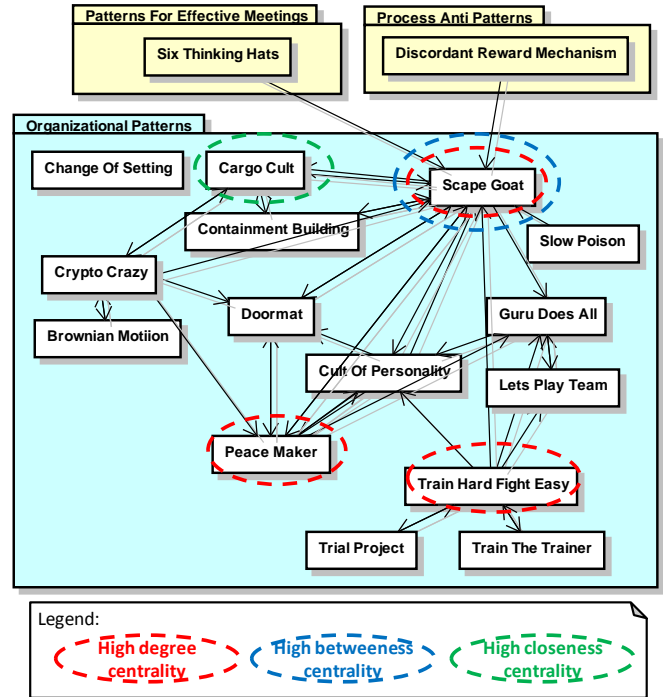 Patterns For Effective Meetings
Process Anti Patterns
Six Thinking Hats
Discordant Reward Mechanism
Organizational Patterns
Change Of Setting
Cargo Cult
Scape Goat
Containment Building
Slow Poison
Crypto Crazy
Doormat
Guru Does All
Brownian Motiion
Cult Of Personality
Lets Play Team
Peace Maker
Train Hard Fight Easy
Trial Project
Train The Trainer
Legend:
High degree
centrality
High betweeness
centrality
High closeness
centrality